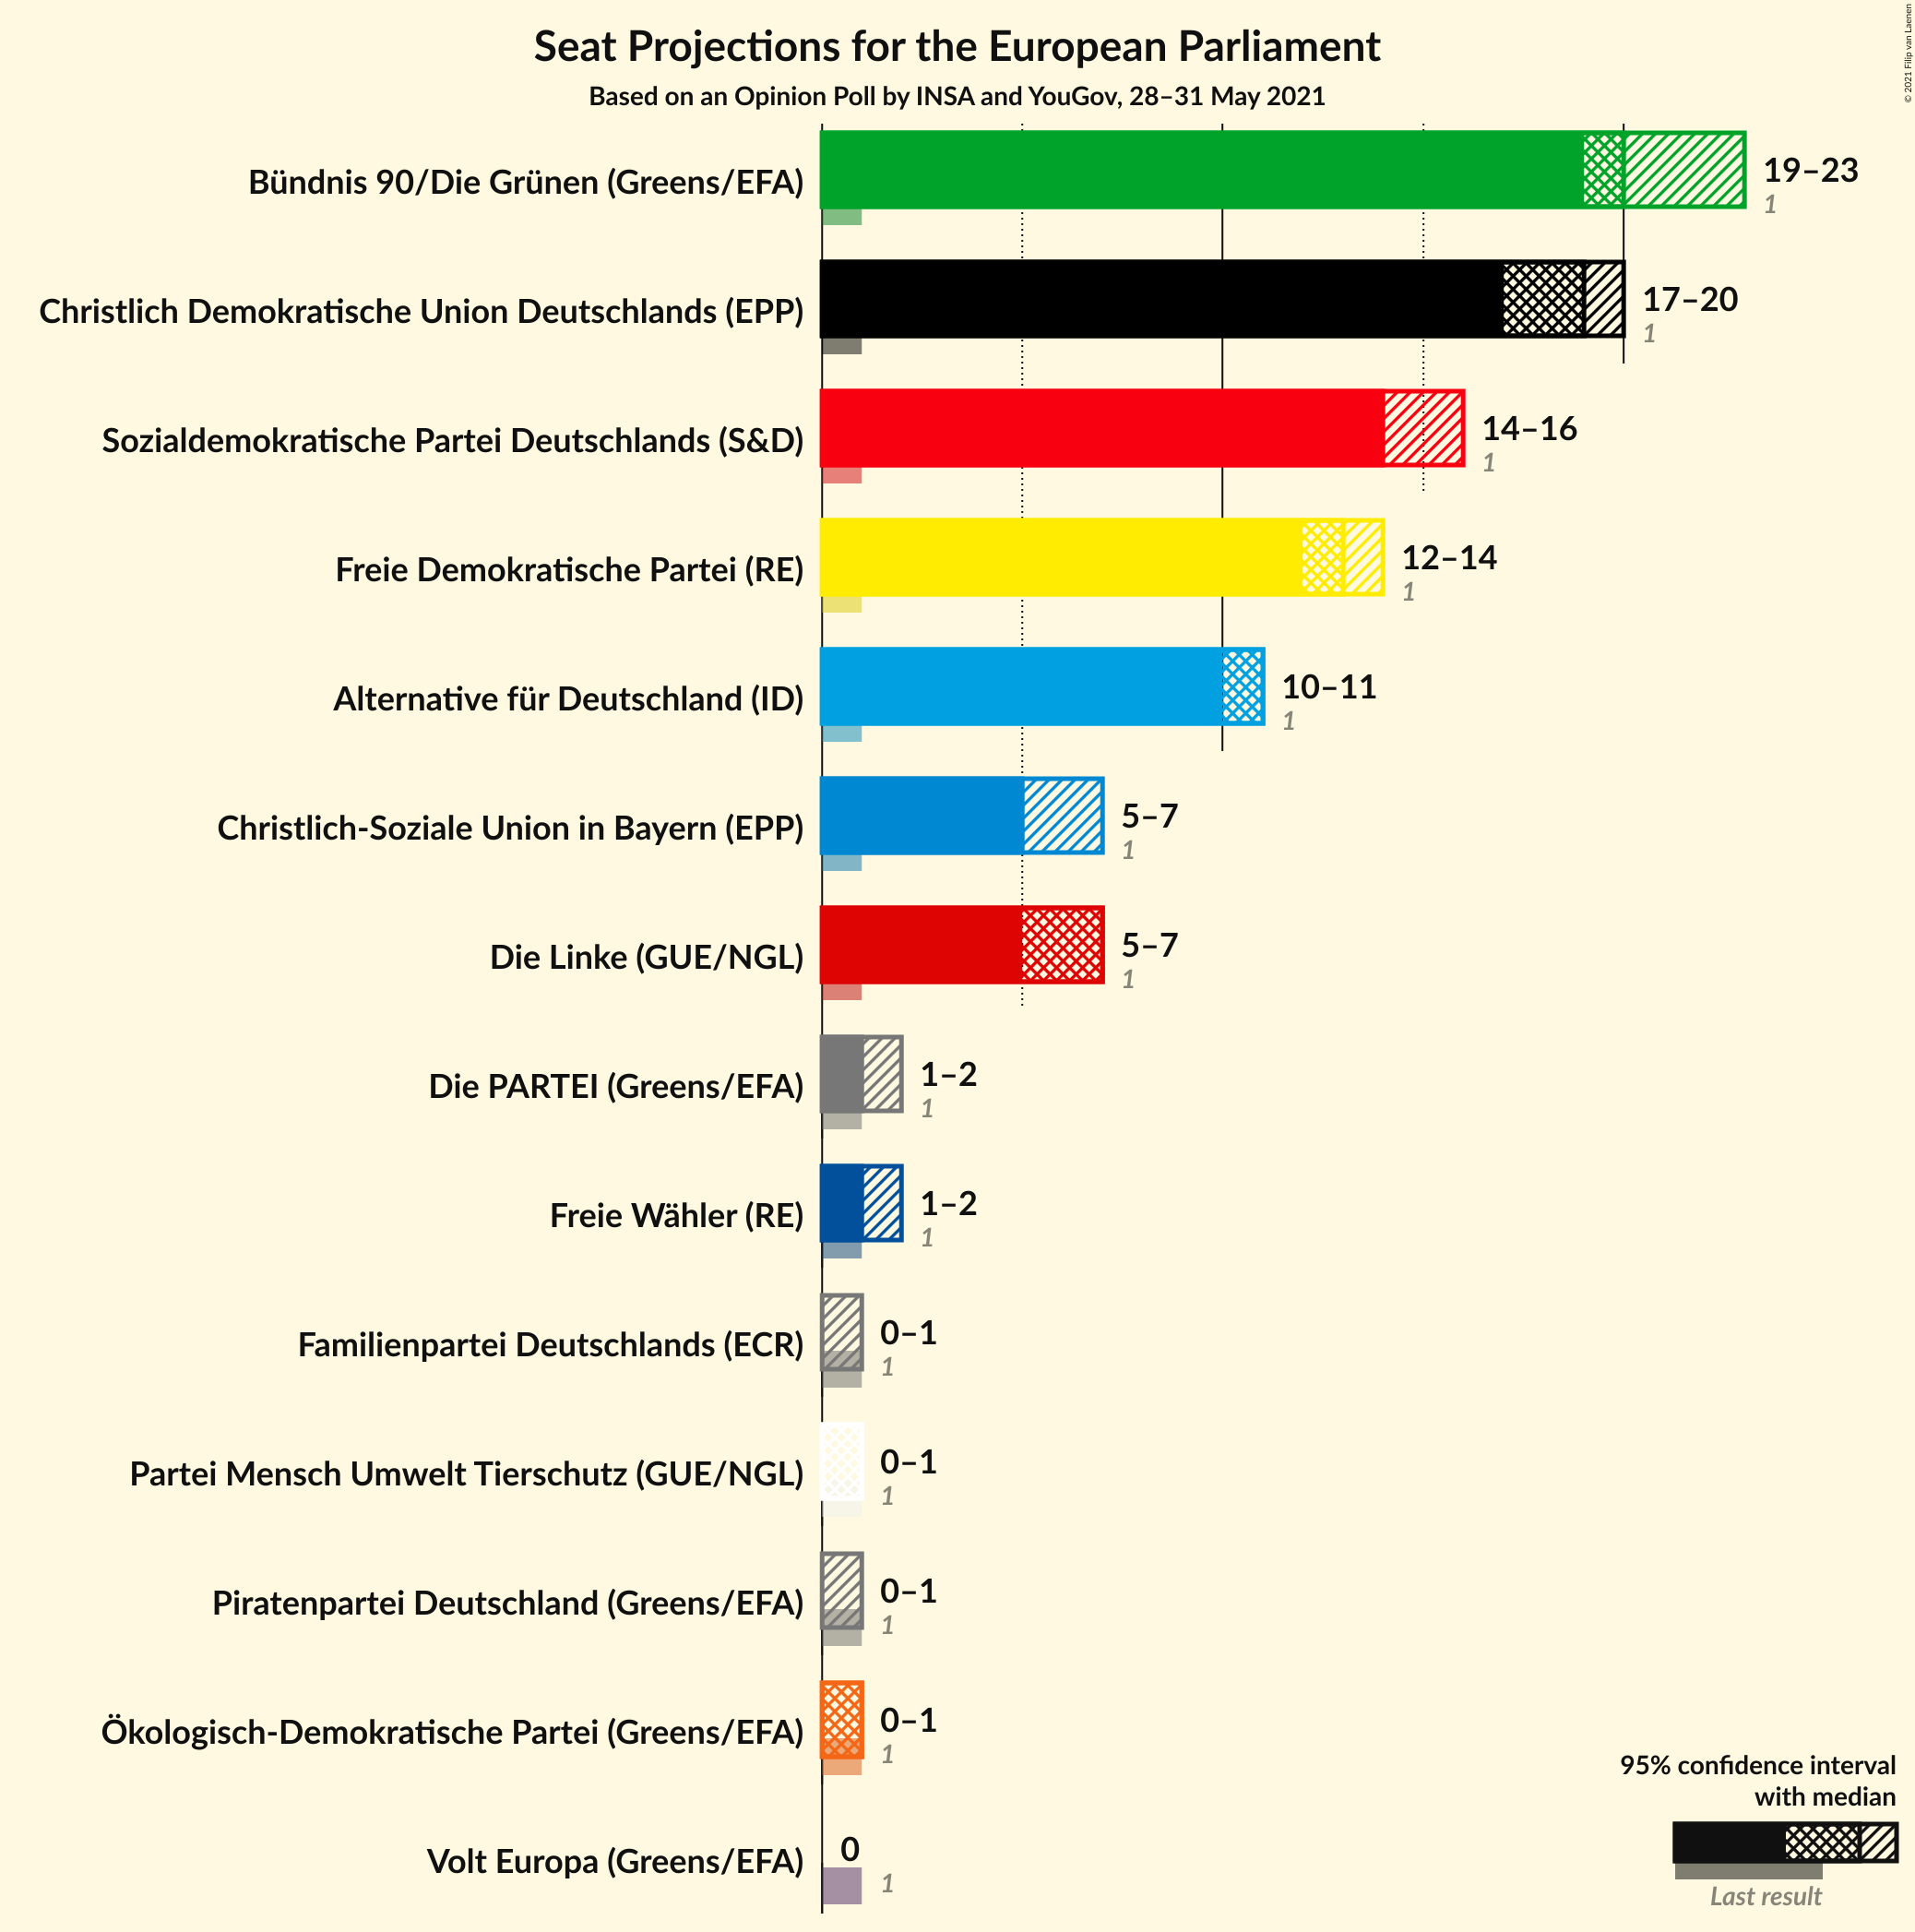 Seat Projections for the European Parliament
Based on an Opinion Poll by INSA and YouGov, 28–31 May 2021
© 2021 Filip van Laenen
Bündnis 90/Die Grünen (Greens/EFA)
19–23
1
Christlich Demokratische Union Deutschlands (EPP)
17–20
1
Sozialdemokratische Partei Deutschlands (S&D)
14–16
1
Freie Demokratische Partei (RE)
12–14
1
Alternative für Deutschland (ID)
10–11
1
Christlich-Soziale Union in Bayern (EPP)
5–7
1
Die Linke (GUE/NGL)
5–7
1
Die PARTEI (Greens/EFA)
1–2
1
Freie Wähler (RE)
1–2
1
Familienpartei Deutschlands (ECR)
0–1
1
Partei Mensch Umwelt Tierschutz (GUE/NGL)
0–1
1
Piratenpartei Deutschland (Greens/EFA)
0–1
1
Ökologisch-Demokratische Partei (Greens/EFA)
0–1
1
Volt Europa (Greens/EFA)
0
1
95% confidence interval
with median
Last result